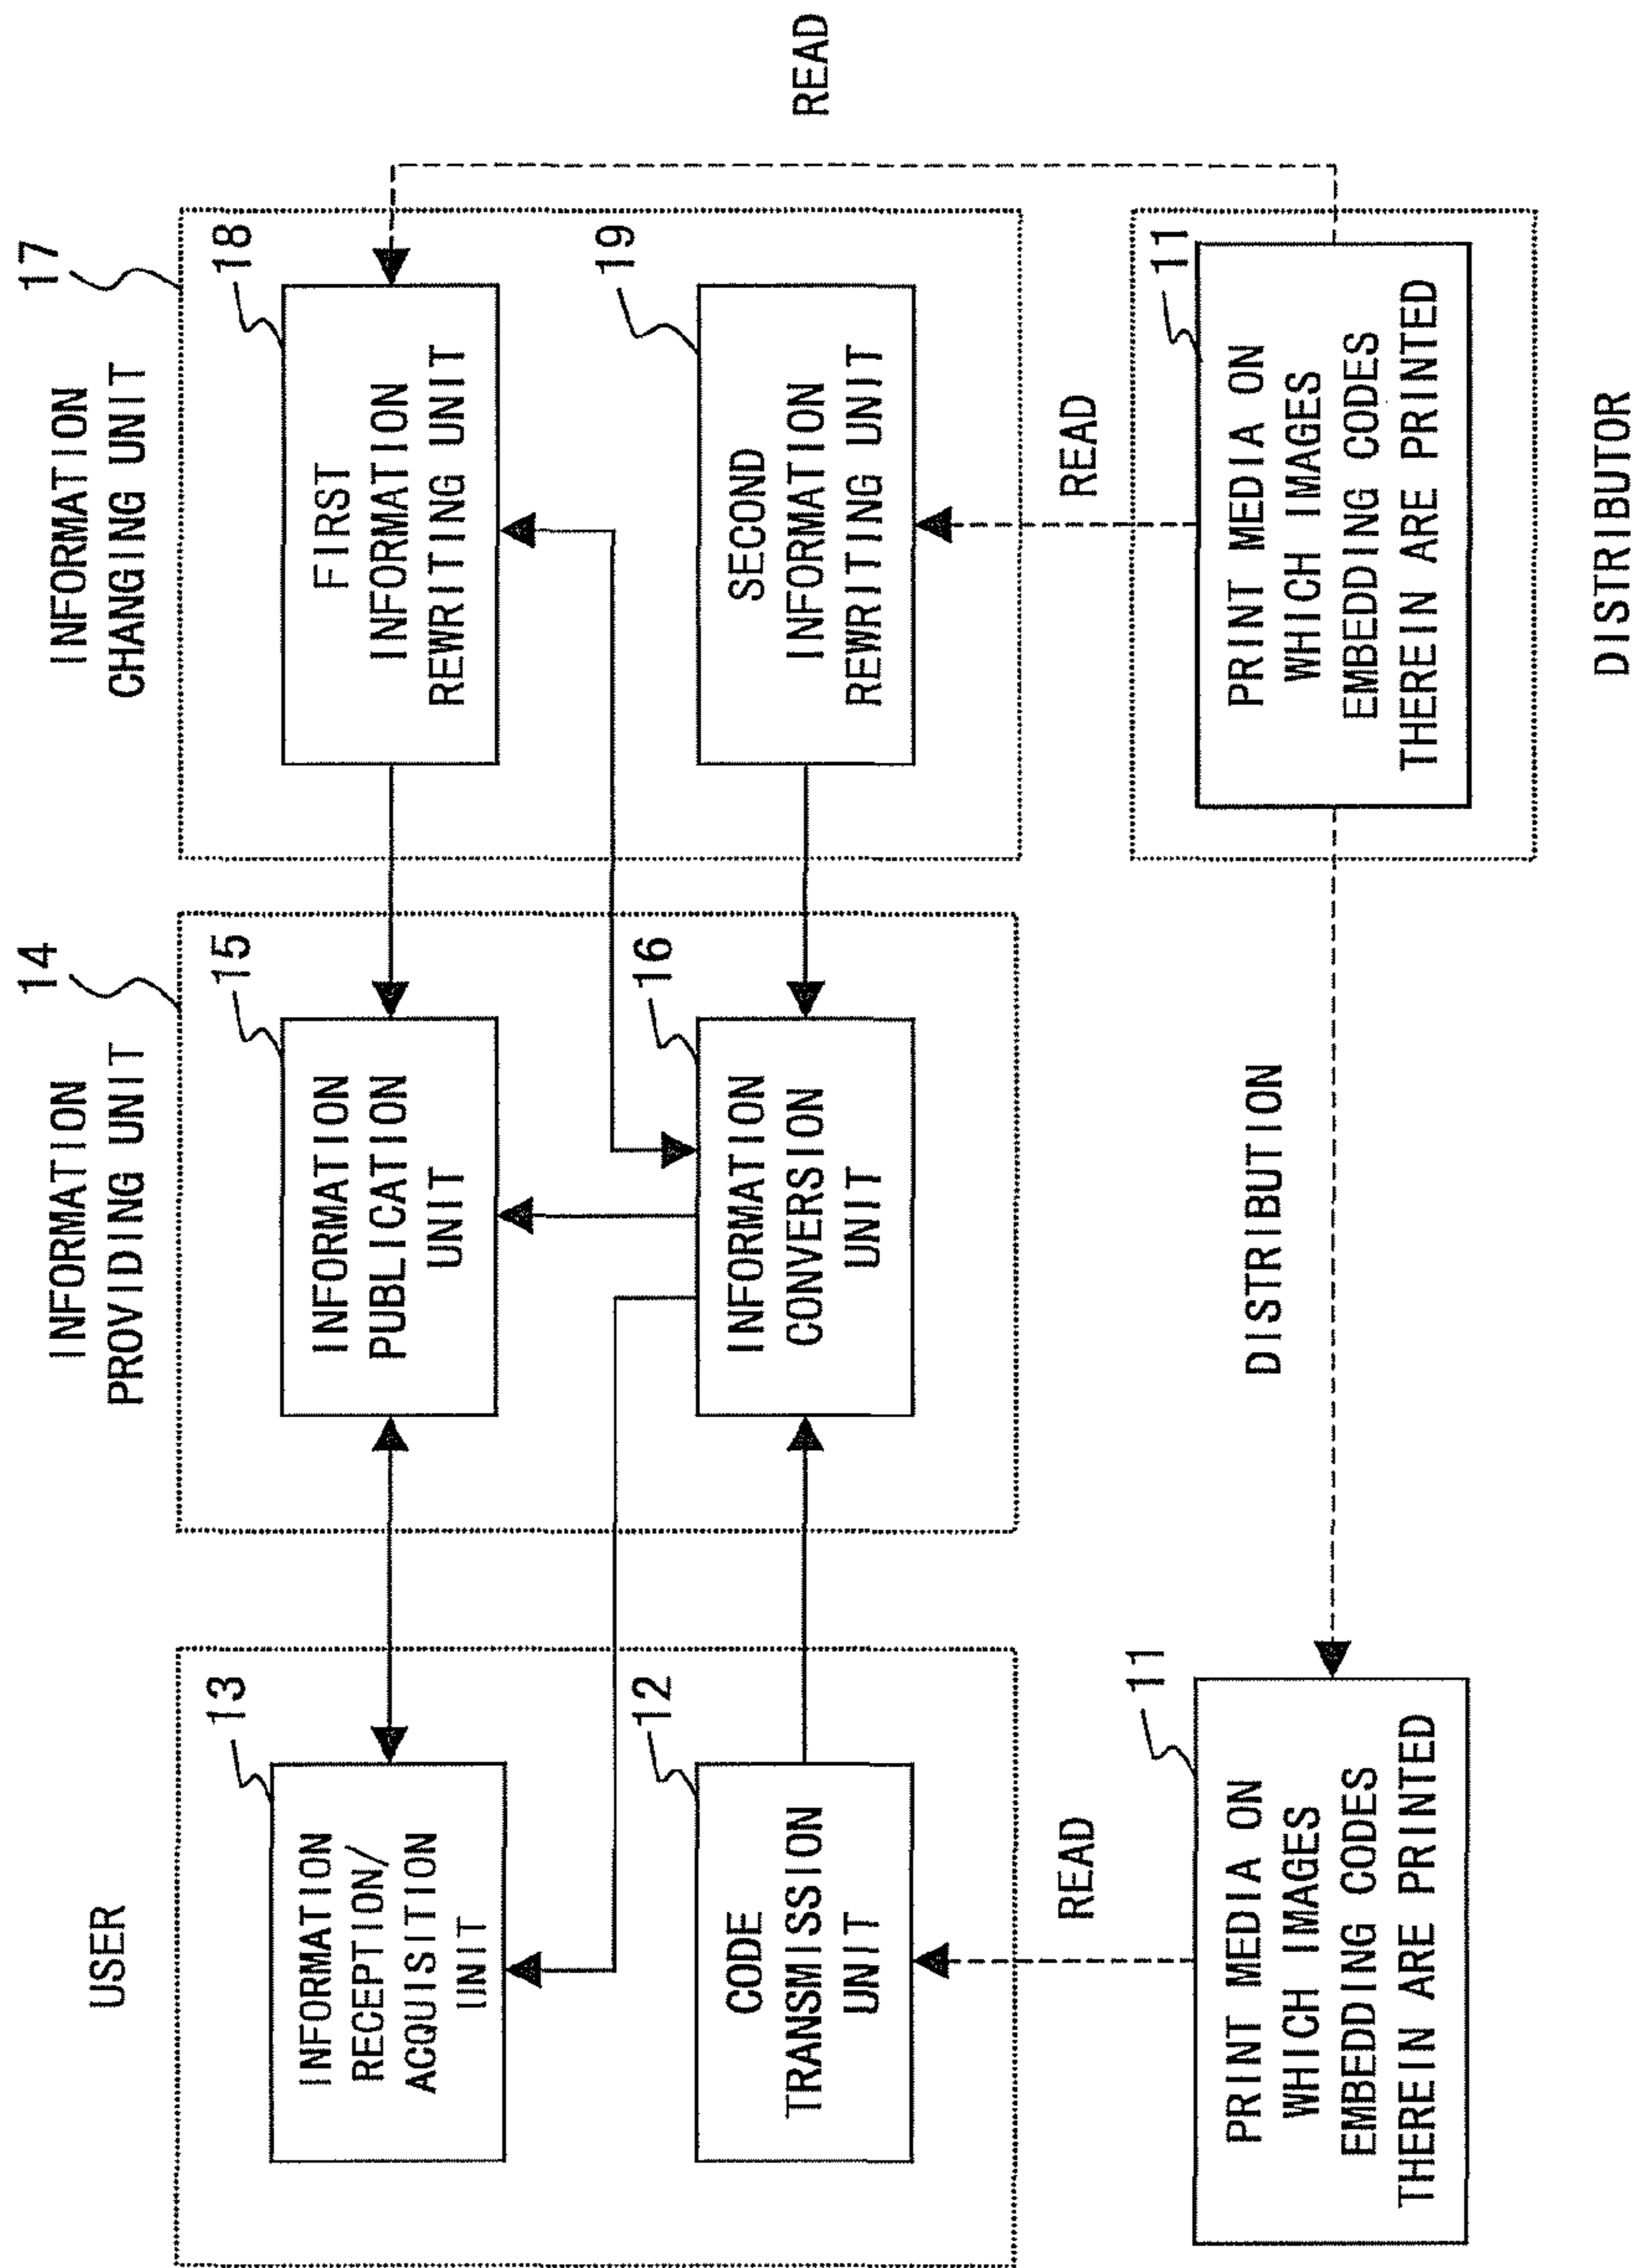 USER
13
INFORMATION
RECEPTION/
ACQUISITION
UNIT
12
CODE
TRANSMISSION
UNIT
READ
11
PRINT MEDIA ON
WHICH IMAGES
EMBEDDING CODES
THEREIN ARE PRINTED
INFORMATION
PROVIDING UNIT
14
15
INFORMATION
PUBLICATION
UNIT
16
INFORMATION
CONVERSION
UNIT
DISTRIBUTION
INFORMATION
CHANGING UNIT
17
18
FIRST
INFORMATION
REWRITING UNIT
19
SECOND
INFORMATION
REWRITING UNIT
READ
READ
11
PRINT MEDIA ON
WHICH IMAGES
EMBEDDING CODES
THEREIN ARE PRINTED
DISTRIBUTOR